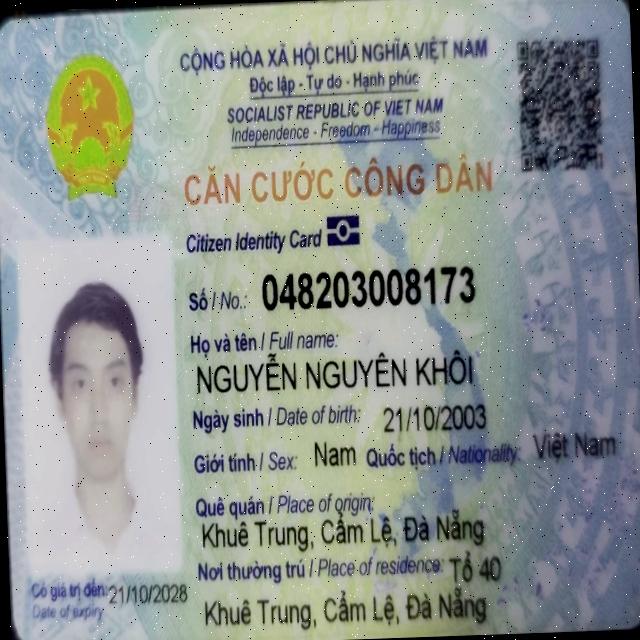 CỘNG HÒA XÃ HỘI CHỦ NGHĨA VIỆT NAM
Độc lập - Tự do - Hạnh phúc
SOCIALIST REPUBLIC OF VIET NAM
Independence - Freedom - Happiness
CĂN CƯỚC CÔNG DÂN
Citizen Identity Card
Số / No.: 048203008173
Họ và tên / Full name:
NGUYỄN NGUYÊN KHÔI
Ngày sinh / Date of birth: 21/10/2003
Giới tính / Sex: Nam Quốc tịch / Nationality: Việt Nam
Quê quán / Place of origin:
Khuê Trung, Cẩm Lệ, Đà Nẵng
Nơi thường trú / Place of residence: Tổ 40
Khuê Trung, Cẩm Lệ, Đà Nẵng
Có giá trị đến: 21/10/2028
Date of expiry